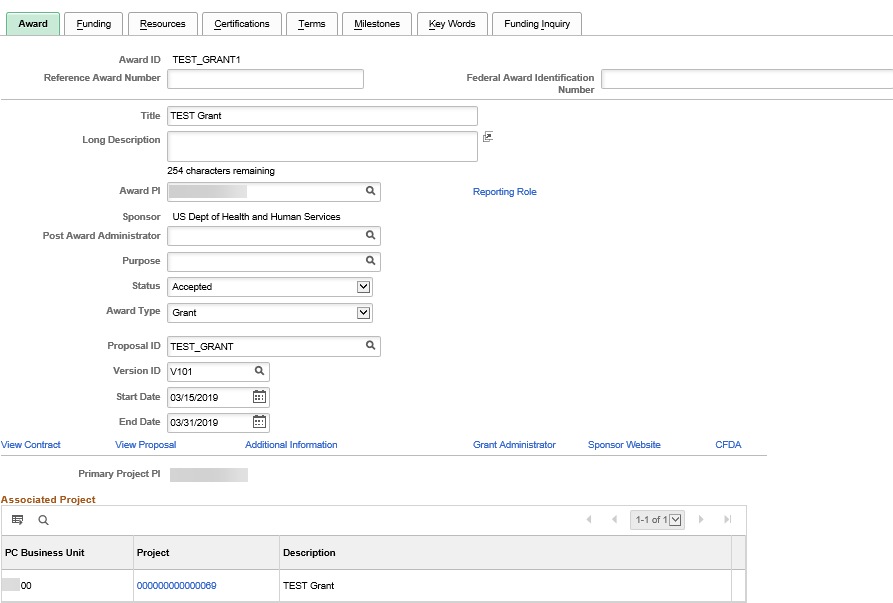 Award Funding Resources Certifications Terms Milestones Key Words Funding Inquiry
Award ID TEST_GRANT1
Reference Award Number Federal Award Identification
Number
Title TEST Grant
Long Description
254 characters remaining
Award PI Reporting Role
Sponsor US Dept of Health and Human Services
Post Award Administrator
Purpose
Status Accepted
Award Type Grant
Proposal ID TEST_GRANT
Version ID V101
Start Date 03/15/2019
End Date 03/31/2019
View Contract View Proposal Additional Information Grant Administrator Sponsor Website CFDA
Primary Project PI
Associated Project
1-1 of 1
PC Business Unit Project Description
00 000000000000069 TEST Grant